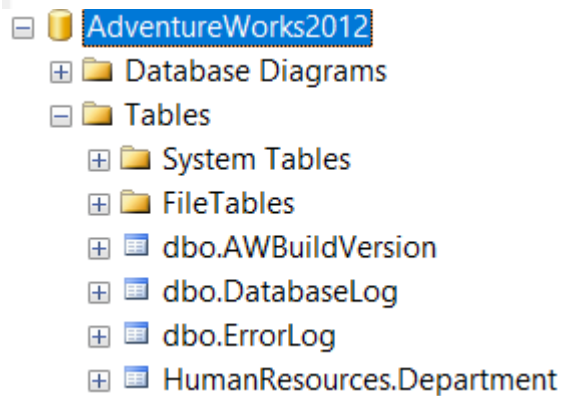 AdventureWorks2012
Database Diagrams
Tables
System Tables
FileTables
dbo.AWBuildVersion
dbo.DatabaseLog
dbo.ErrorLog
HumanResources.Department